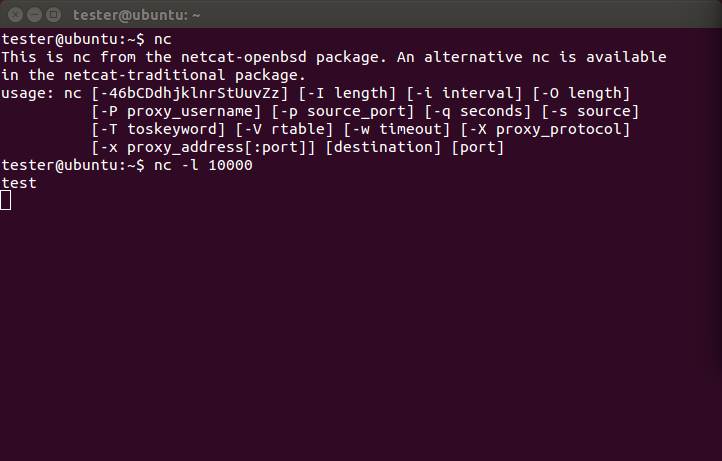 tester@ubuntu: ~
tester@ubuntu:~$ nc
This is nc from the netcat-openbsd package. An alternative nc is available
in the netcat-traditional package.
usage: nc [-46bCDdhjklnrStUuvZz] [-I length] [-i interval] [-O length]
          [-P proxy_username] [-p source_port] [-q seconds] [-s source]
          [-T toskeyword] [-V rtable] [-w timeout] [-X proxy_protocol]
          [-x proxy_address[:port]] [destination] [port]
tester@ubuntu:~$ nc -l 10000
test